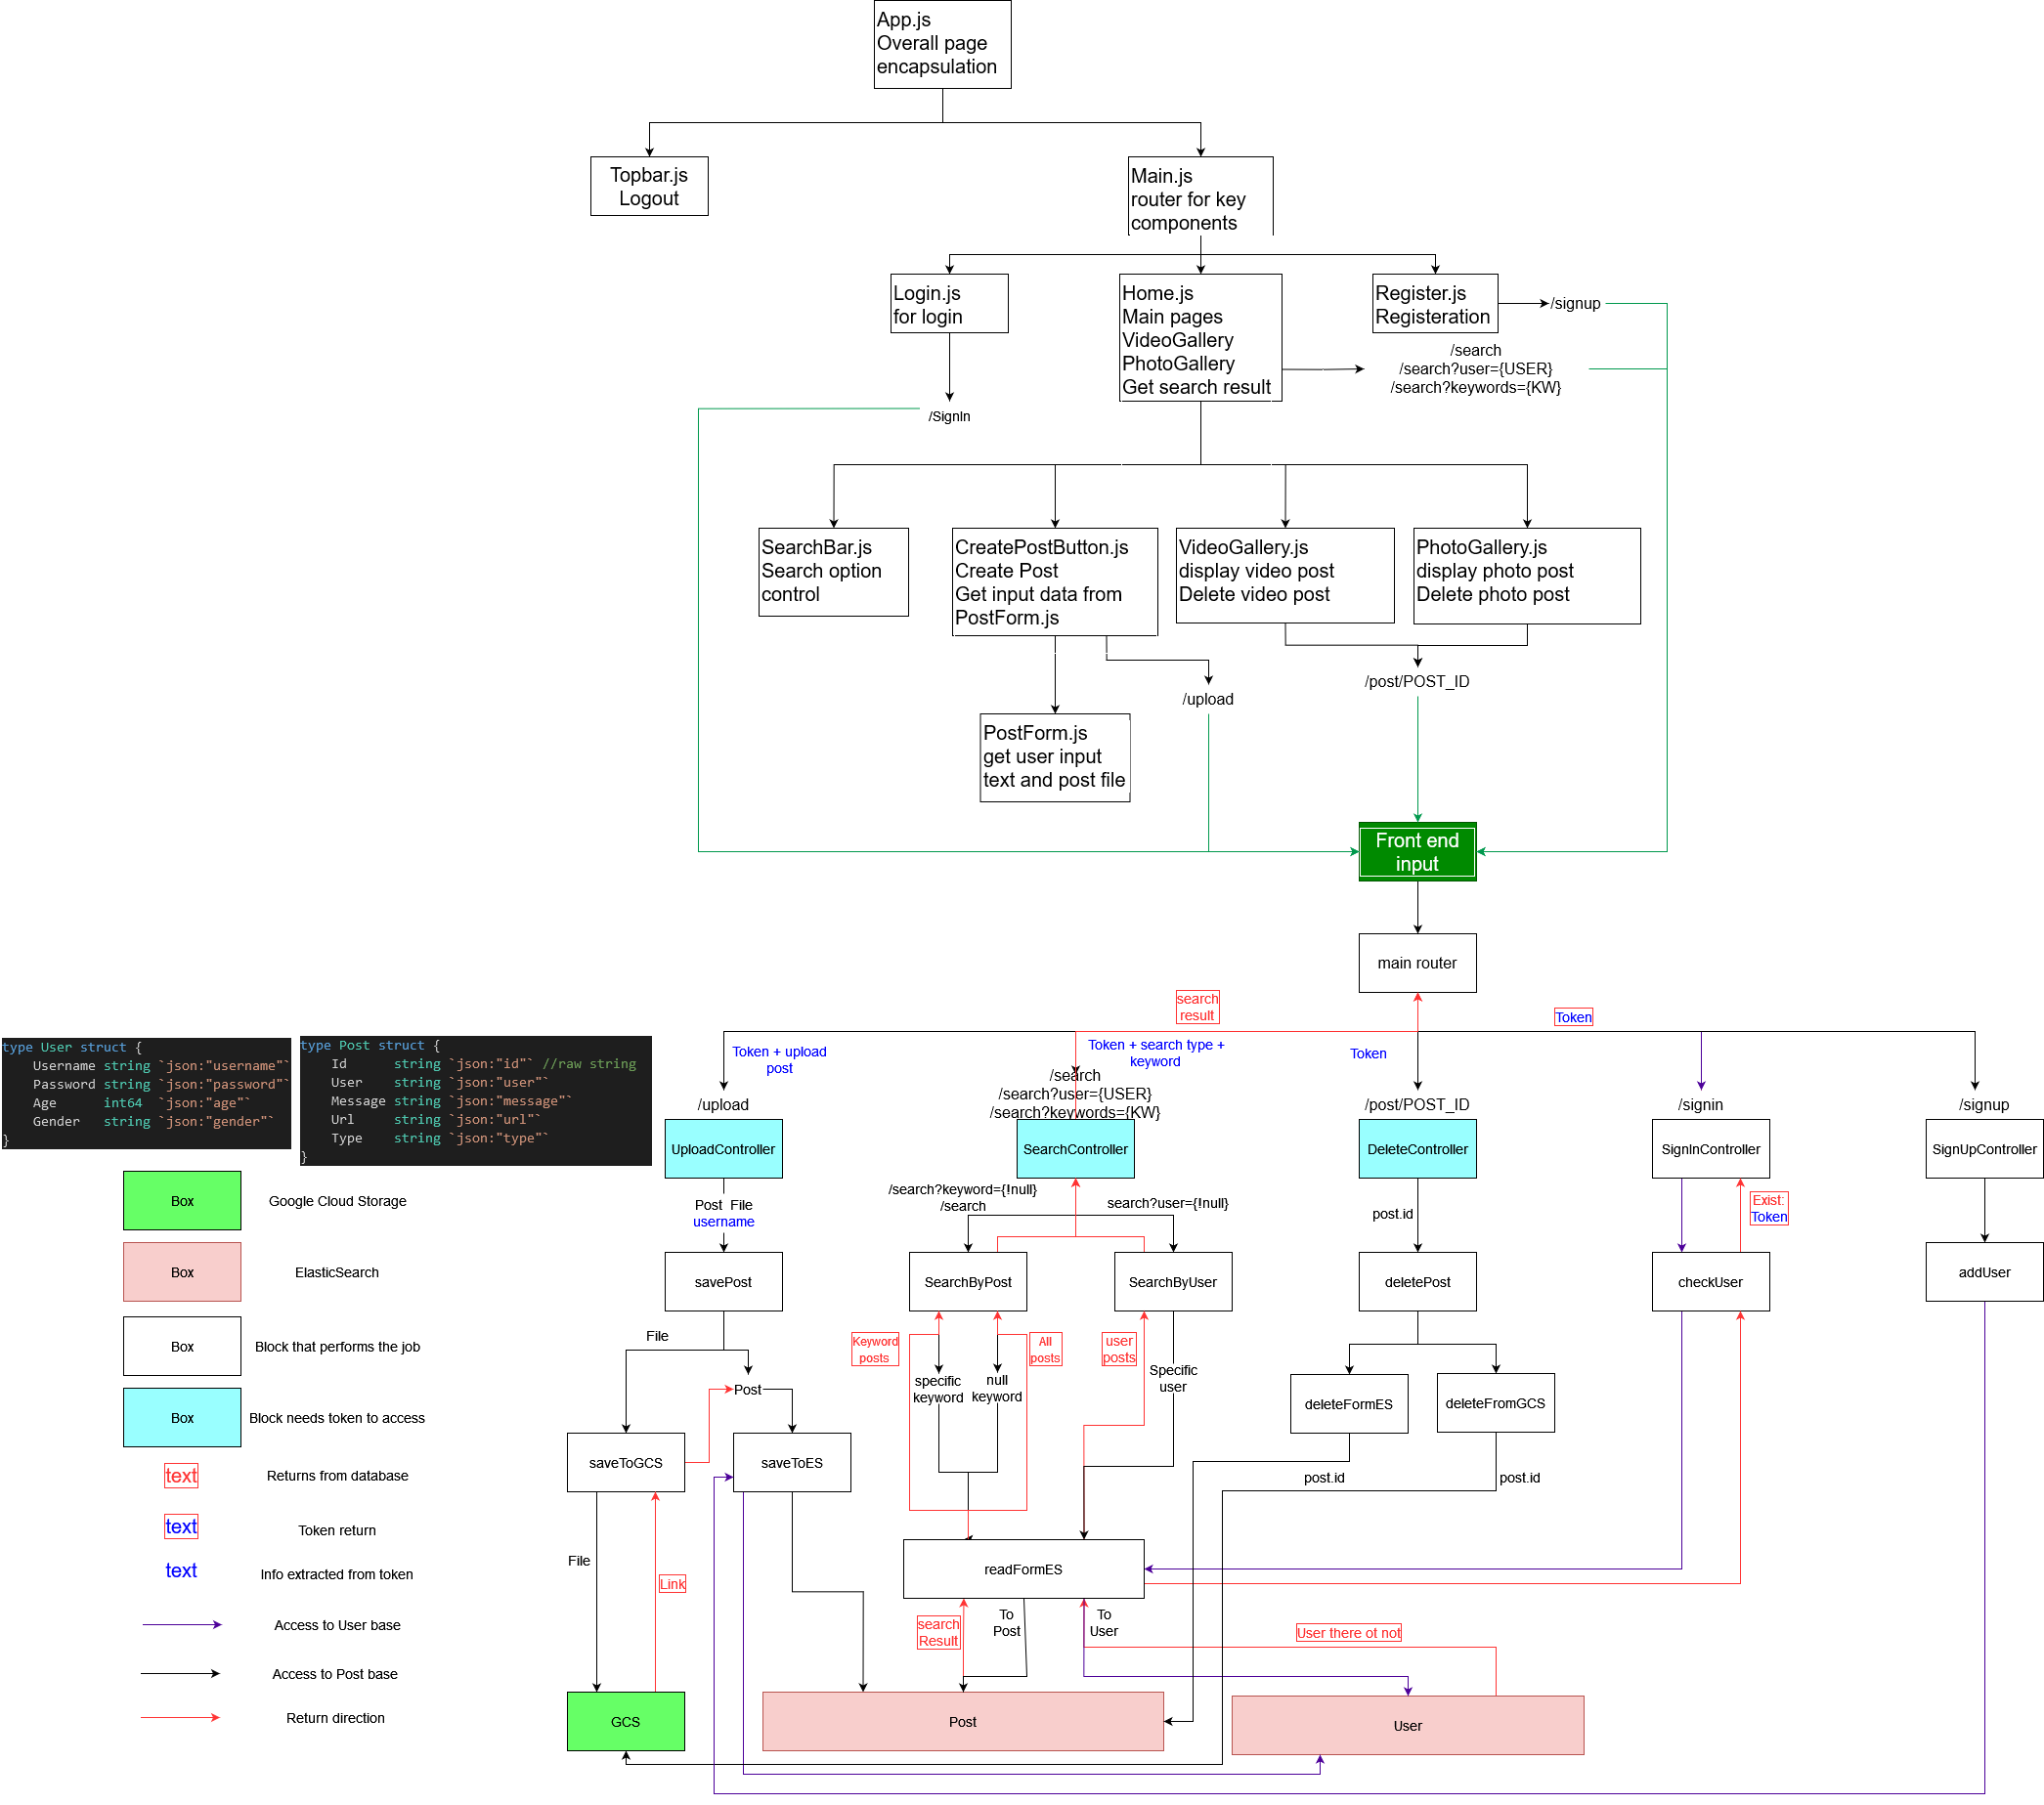 App.js
Overall page
encapsulation
Topbar.js
Logout
Main.js
router for key
components
Login.js
for login
Home.js
Main pages
VideoGallery
PhotoGallery
Get search result
Register.js
Registeration
/signup
/search
/search?user={USER}
/search?keywords={KW}
/SignIn
SearchBar.js
Search option
control
CreatePostButton.js
Create Post
Get input data from
PostForm.js
VideoGallery.js
display video post
Delete video post
PhotoGallery.js
display photo post
Delete photo post
/post/POST_ID
/upload
PostForm.js
get user input
text and post file
Front end
input
main router
search
result
Token
Token + upload
post
Token + search type +
keyword
Token
/upload
/search
/search?user={USER}
/search?keywords={KW}
/post/POST_ID
/signin
/signup
UploadController
SearchController
DeleteController
SignInController
SignUpController
type User struct {
Username string `json:"username"`
Password string `json:"password"`
Age int64 `json:"age"`
Gender string `json:"gender"`
}
type Post struct {
Id string `json:"id"` //raw string
User string `json:"user"`
Message string `json:"message"`
Url string `json:"url"`
Type string `json:"type"`
}
Box
Google Cloud Storage
Box
ElasticSearch
Box
Block that performs the job
Box
Block needs token to access
text
Returns from database
text
Token return
text
Info extracted from token
Access to User base
Access to Post base
Return direction
Post File
username
/search?keyword={!null}
/search
search?user={!null}
post.id
Exist:
Token
savePost
SearchByPost
SearchByUser
deletePost
checkUser
addUser
File
Post
Keyword
posts
All
posts
user
posts
specific
keyword
null
keyword
Specific
user
deleteFormES
deleteFromGCS
saveToGCS
saveToES
post.id
post.id
File
Link
readFormES
search
Result
To
Post
To
User
User there ot not
GCS
Post
User